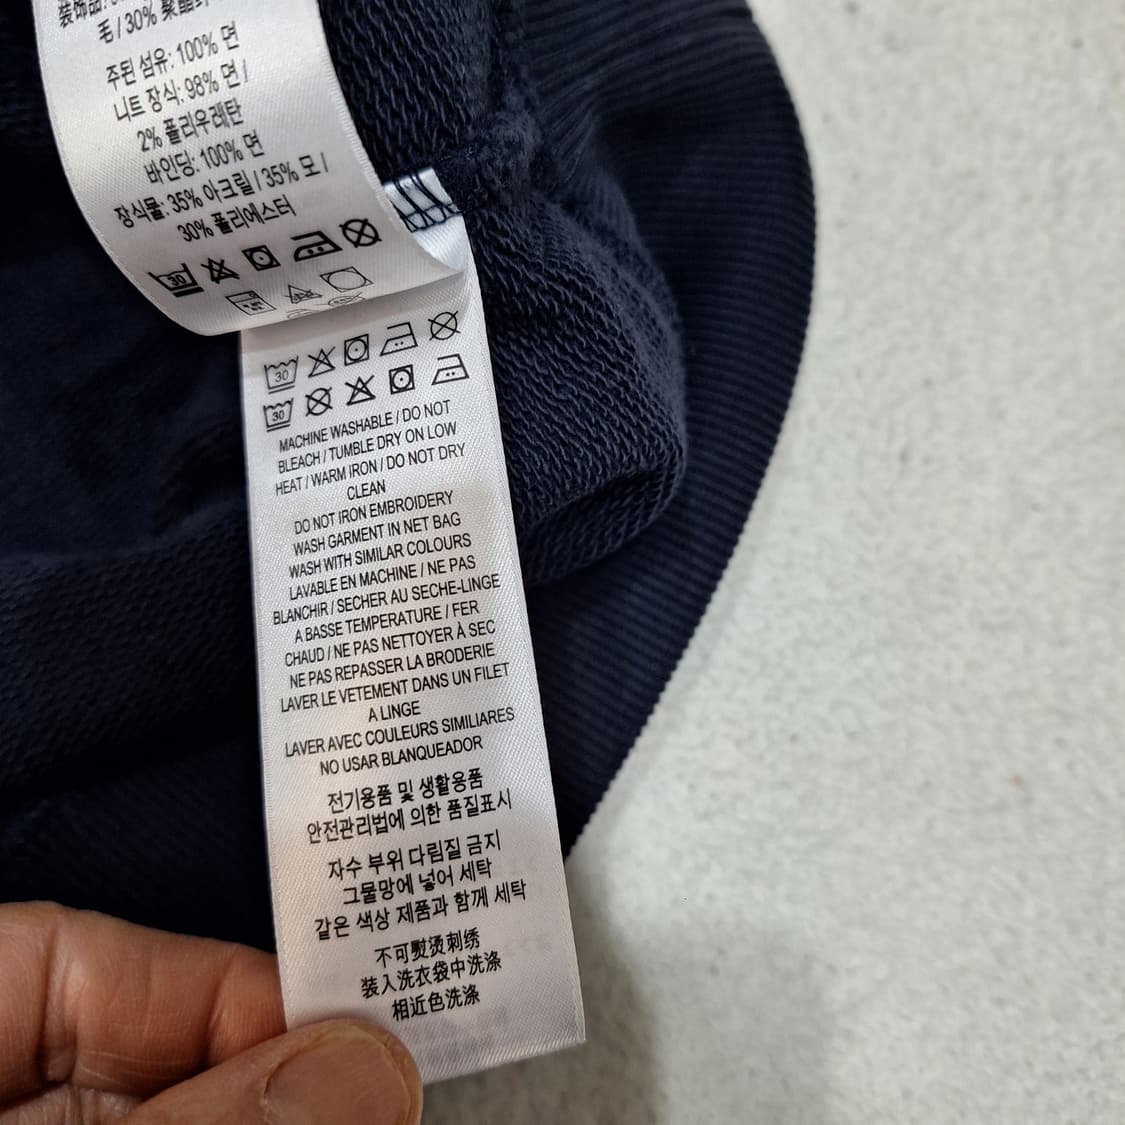 毛 / 30%
주된 섬유: 100% 면
니트 장식: 98% 면 /
2% 폴리우레탄
바인딩: 100% 면
장식물: 35% 아크릴 / 35% 모 /
30% 폴리에스터
30
30
30
MACHINE WASHABLE / DO NOT
BLEACH / TUMBLE DRY ON LOW
HEAT / WARM IRON / DO NOT DRY
CLEAN
DO NOT IRON EMBROIDERY
WASH GARMENT IN NET BAG
WASH WITH SIMILAR COLOURS
LAVABLE EN MACHINE / NE PAS
BLANCHIR / SECHER AU SECHE-LINGE
A BASSE TEMPERATURE / FER
CHAUD / NE PAS NETTOYER À SEC
NE PAS REPASSER LA BRODERIE
LAVER LE VETEMENT DANS UN FILET
A LINGE
LAVER AVEC COULEURS SIMILIARES
NO USAR BLANQUEADOR
전기용품 및 생활용품
안전관리법에 의한 품질표시
자수 부위 다림질 금지
그물망에 넣어 세탁
같은 색상 제품과 함께 세탁
不可熨烫刺绣
装入洗衣袋中洗涤
相近色洗涤